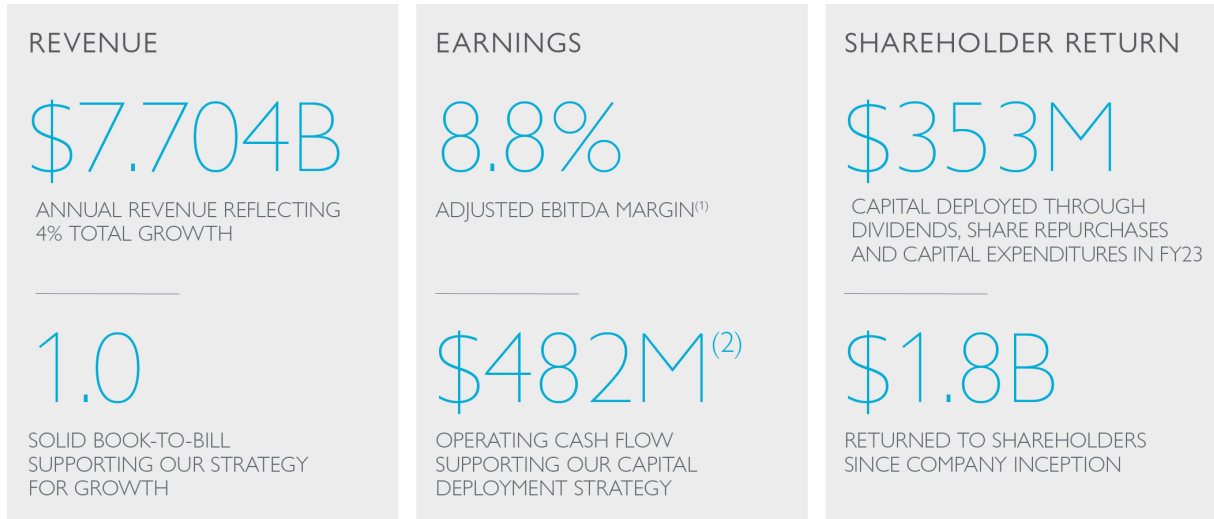 REVENUE
$7.704B
ANNUAL REVENUE REFLECTING
4% TOTAL GROWTH
1.0
SOLID BOOK-TO-BILL
SUPPORTING OUR STRATEGY
FOR GROWTH
EARNINGS
8.8%
ADJUSTED EBITDA MARGIN(1)
$482M(2)
OPERATING CASH FLOW
SUPPORTING OUR CAPITAL
DEPLOYMENT STRATEGY
SHAREHOLDER RETURN
$353M
CAPITAL DEPLOYED THROUGH
DIVIDENDS, SHARE REPURCHASES
AND CAPITAL EXPENDITURES IN FY23
$1.8B
RETURNED TO SHAREHOLDERS
SINCE COMPANY INCEPTION